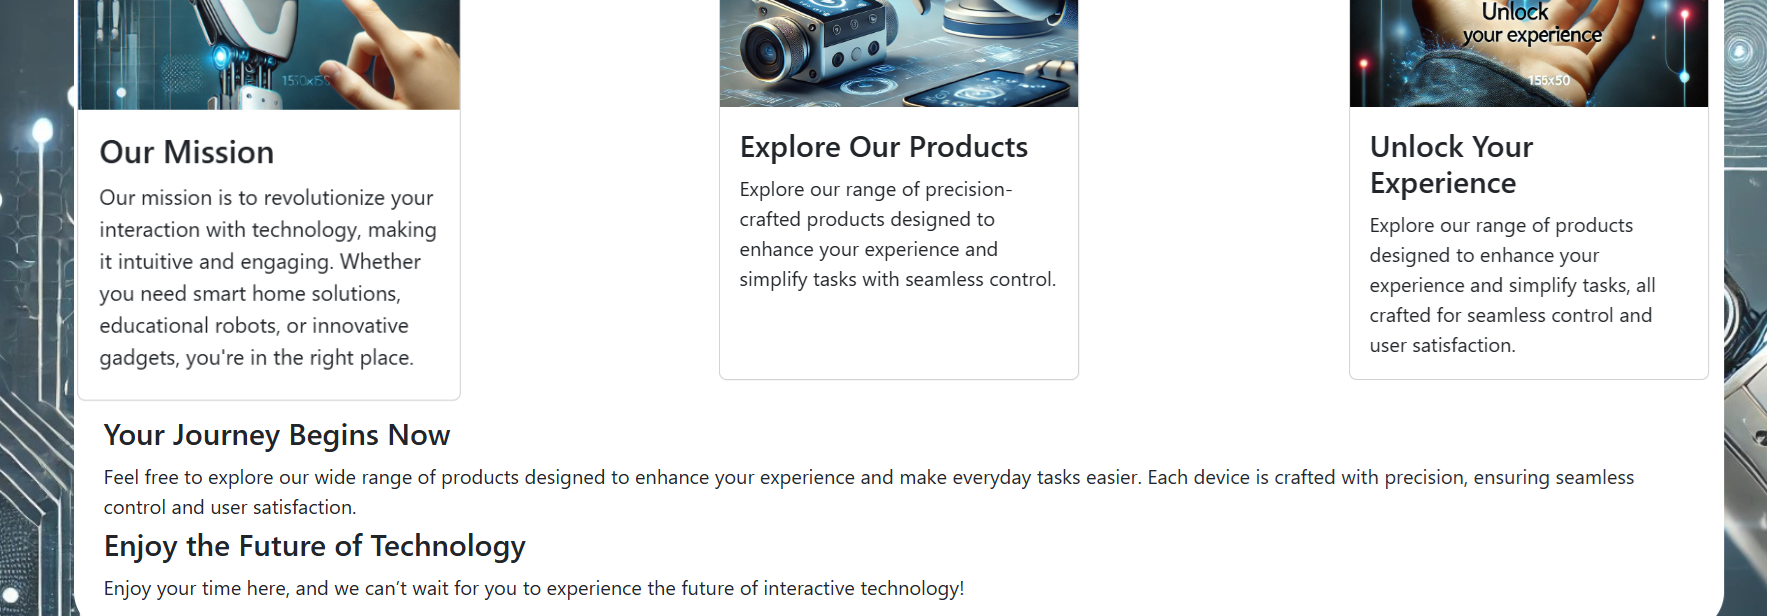 1530x155
Our Mission
Our mission is to revolutionize your
interaction with technology, making
it intuitive and engaging. Whether
you need smart home solutions,
educational robots, or innovative
gadgets, you're in the right place.
Explore Our Products
Explore our range of precision-
crafted products designed to
enhance your experience and
simplify tasks with seamless control.
Unlock
your experience
155x50
Unlock Your
Experience
Explore our range of products
designed to enhance your
experience and simplify tasks, all
crafted for seamless control and
user satisfaction.
Your Journey Begins Now
Feel free to explore our wide range of products designed to enhance your experience and make everyday tasks easier. Each device is crafted with precision, ensuring seamless
control and user satisfaction.
Enjoy the Future of Technology
Enjoy your time here, and we can’t wait for you to experience the future of interactive technology!